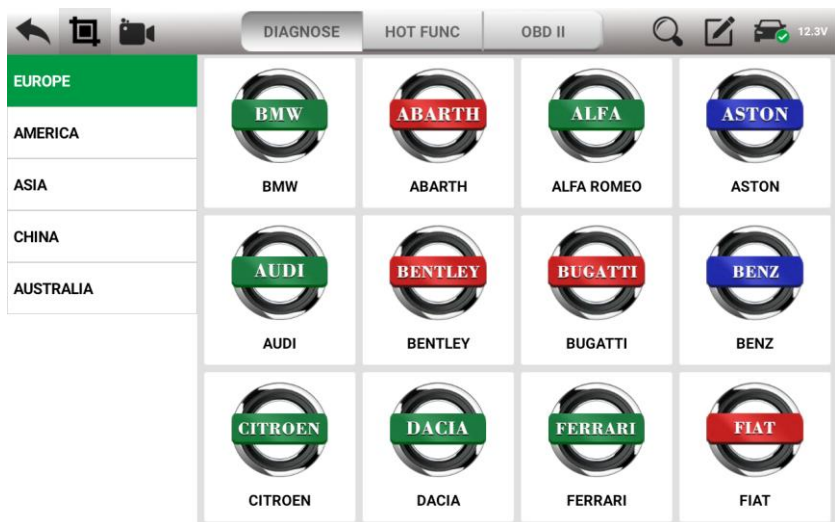 DIAGNOSE HOT FUNC OBD II 12.3V
EUROPE
AMERICA
ASIA
CHINA
AUSTRALIA
BMW ABARTH ALFA ASTON
BMW ABARTH ALFA ROMEO ASTON
AUDI BENTLEY BUGATTI BENZ
AUDI BENTLEY BUGATTI BENZ
CITROEN DACIA FERRARI FIAT
CITROEN DACIA FERRARI FIAT